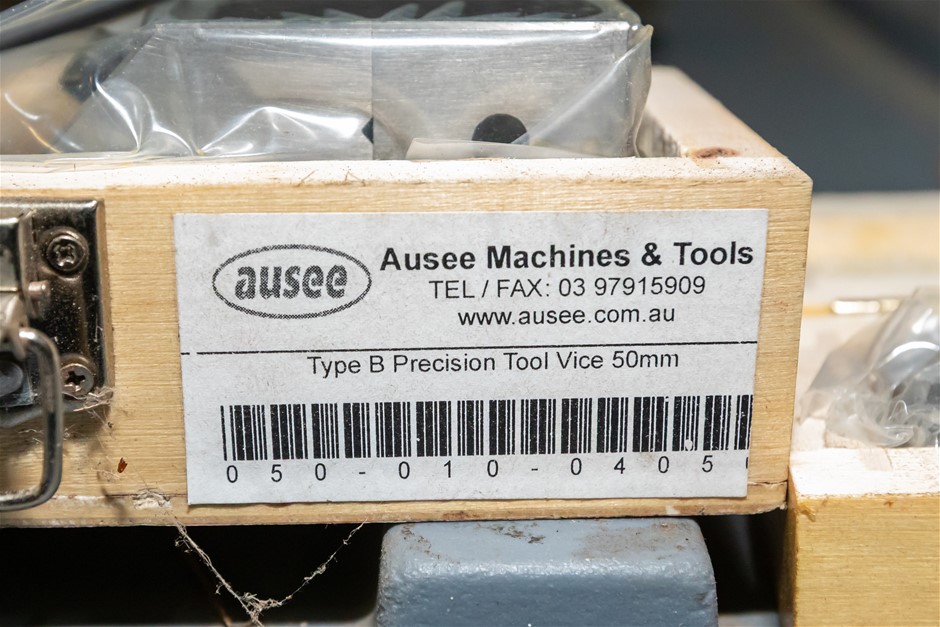 ausee
Ausee Machines & Tools
TEL / FAX: 03 97915909
www.ausee.com.au
Type B Precision Tool Vice 50mm
050-010-0405